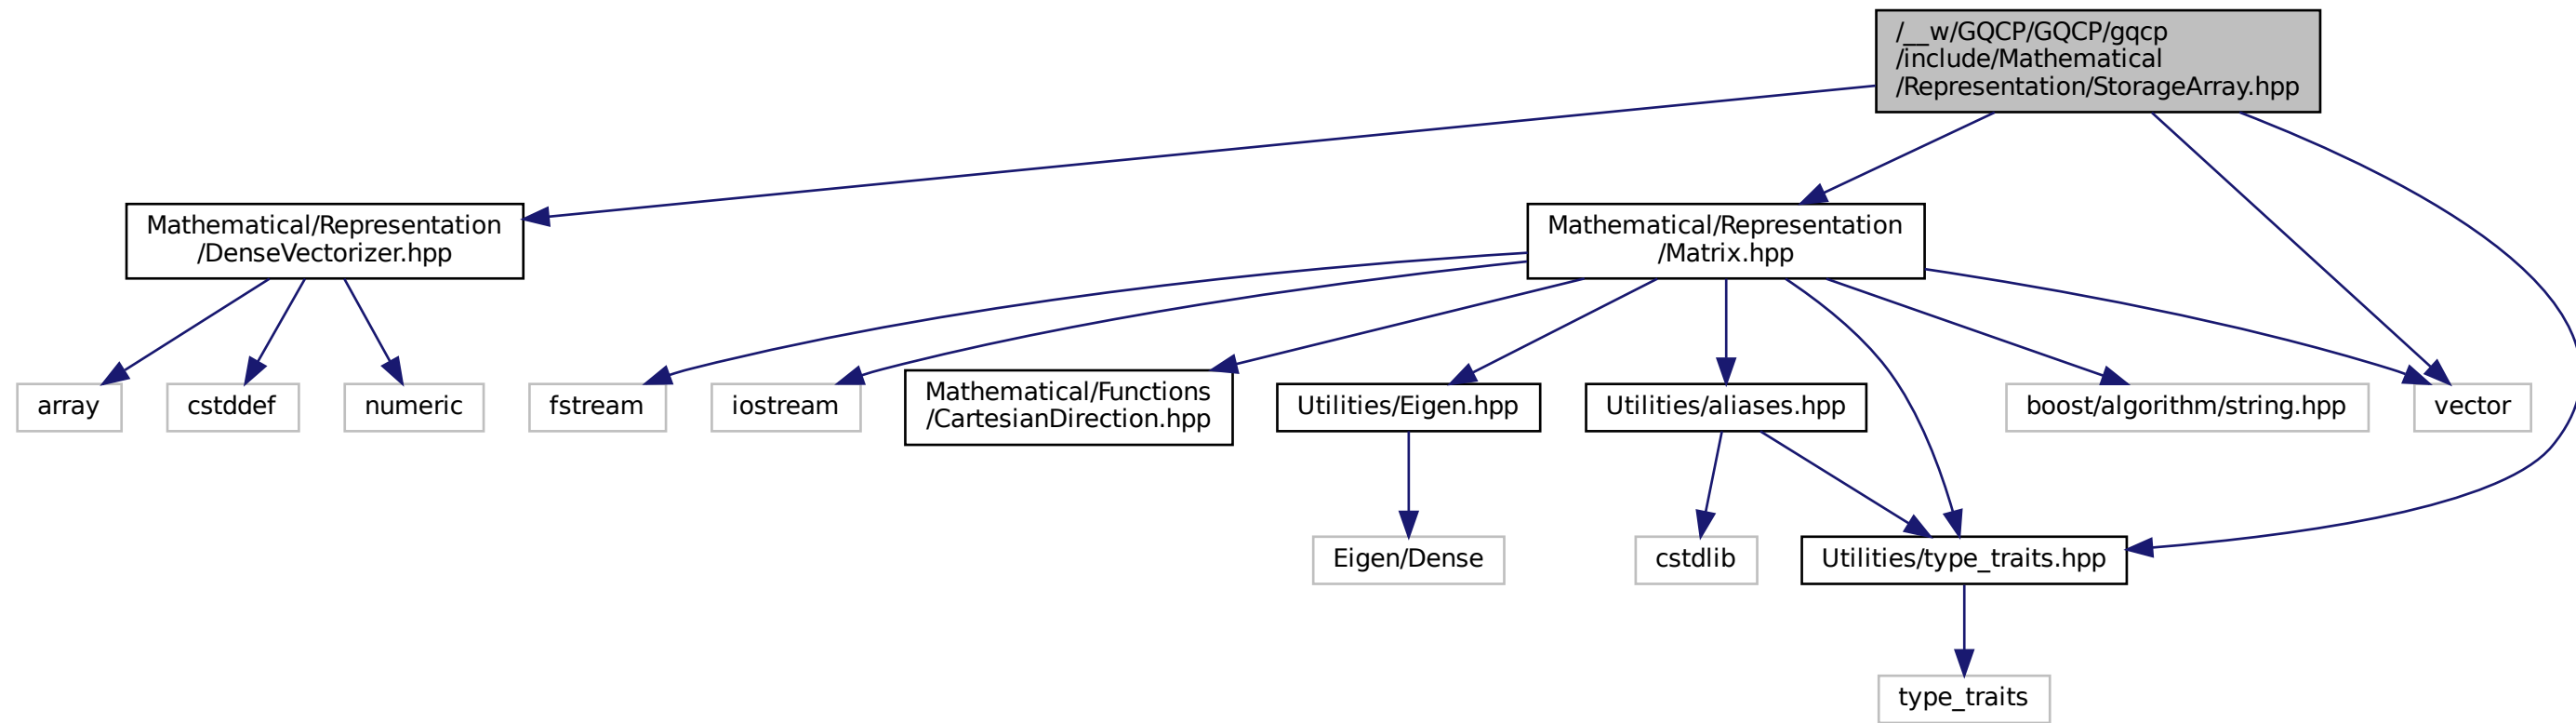 /__w/GQCP/GQCP/gqcp
/include/Mathematical
/Representation/StorageArray.hpp
Mathematical/Representation
/DenseVectorizer.hpp
Mathematical/Representation
/Matrix.hpp
array
cstddef
numeric
fstream
iostream
Mathematical/Functions
/CartesianDirection.hpp
Utilities/Eigen.hpp
Utilities/aliases.hpp
boost/algorithm/string.hpp
vector
Eigen/Dense
cstdlib
Utilities/type_traits.hpp
type_traits